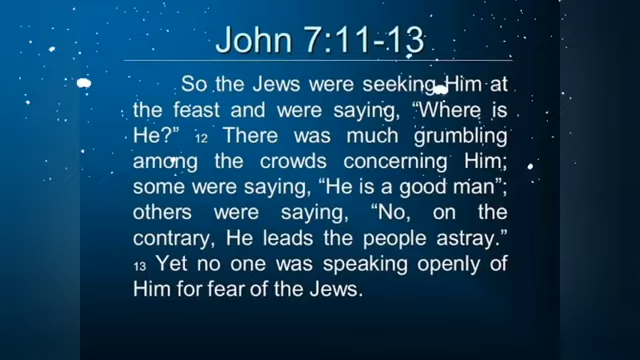 John 7:11-13
So the Jews were seeking Him at
the feast and were saying, “Where is
He?” 12 There was much grumbling
among the crowds concerning Him;
some were saying, “He is a good man”;
others were saying, “No, on the
contrary, He leads the people astray.”
13 Yet no one was speaking openly of
Him for fear of the Jews.